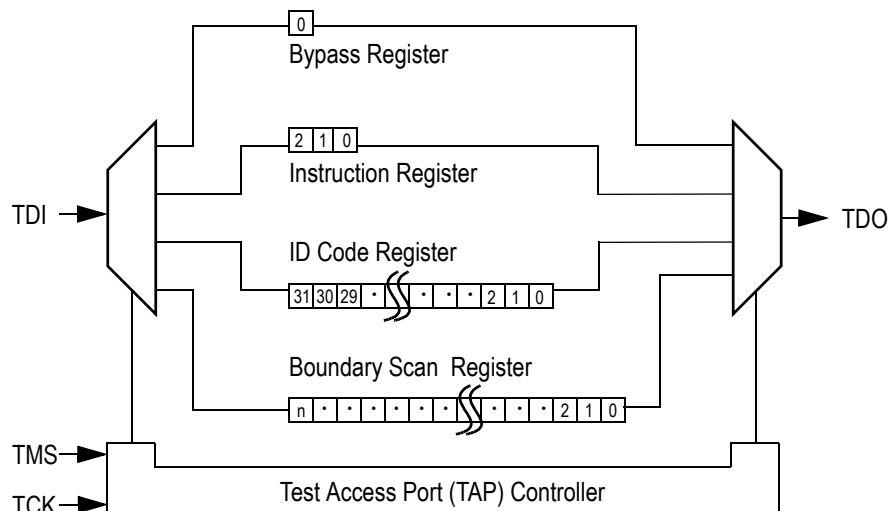 0
Bypass Register
2 1 0
Instruction Register
TDI
TDO
ID Code Register
31 30 29 · · · · 2 1 0
Boundary Scan Register
n · · · · · · · · · 2 1 0
TMS
Test Access Port (TAP) Controller
TCK